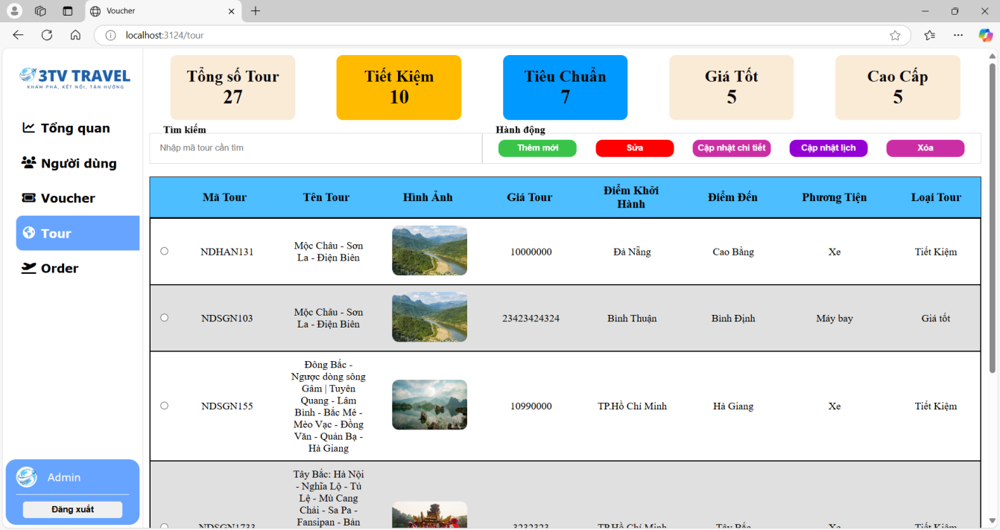 Voucher
localhost:3124/tour
3TV TRAVEL
KHÁM PHÁ, KẾT NỐI, TẬN HƯỞNG
Tổng quan
Người dùng
Voucher
Tour
Order
Admin
Đăng xuất
Tổng số Tour
27
Tiết Kiệm
10
Tiêu Chuẩn
7
Giá Tốt
5
Cao Cấp
5
Tìm kiếm
Nhập mã tour cần tìm
Hành động
Thêm mới
Sửa
Cập nhật chi tiết
Cập nhật lịch
Xóa
Mã Tour
Tên Tour
Hình Ảnh
Giá Tour
Điểm Khởi
Hành
Điểm Đến
Phương Tiện
Loại Tour
NDHAN131
Mộc Châu - Sơn
La - Điện Biên
10000000
Đà Nẵng
Cao Bằng
Xe
Tiết Kiệm
NDSGN103
Mộc Châu - Sơn
La - Điện Biên
23423424324
Bình Thuận
Bình Định
Máy bay
Giá tốt
NDSGN155
Đông Bắc -
Ngược dòng sông
Gâm | Tuyên
Quang - Lâm
Bình - Bắc Mê -
Mèo Vạc - Đồng
Văn - Quản Bạ -
Hà Giang
10990000
TP.Hồ Chí Minh
Hà Giang
Xe
Tiết Kiệm
NDSGN1733
Tây Bắc: Hà Nội
- Nghĩa Lộ - Tú
Lệ - Mù Cang
Chải - Sa Pa -
Fansipan - Bản
3232323
TP.Hồ Chí Minh
Tây Bắc
Xe
Tiết Kiệm